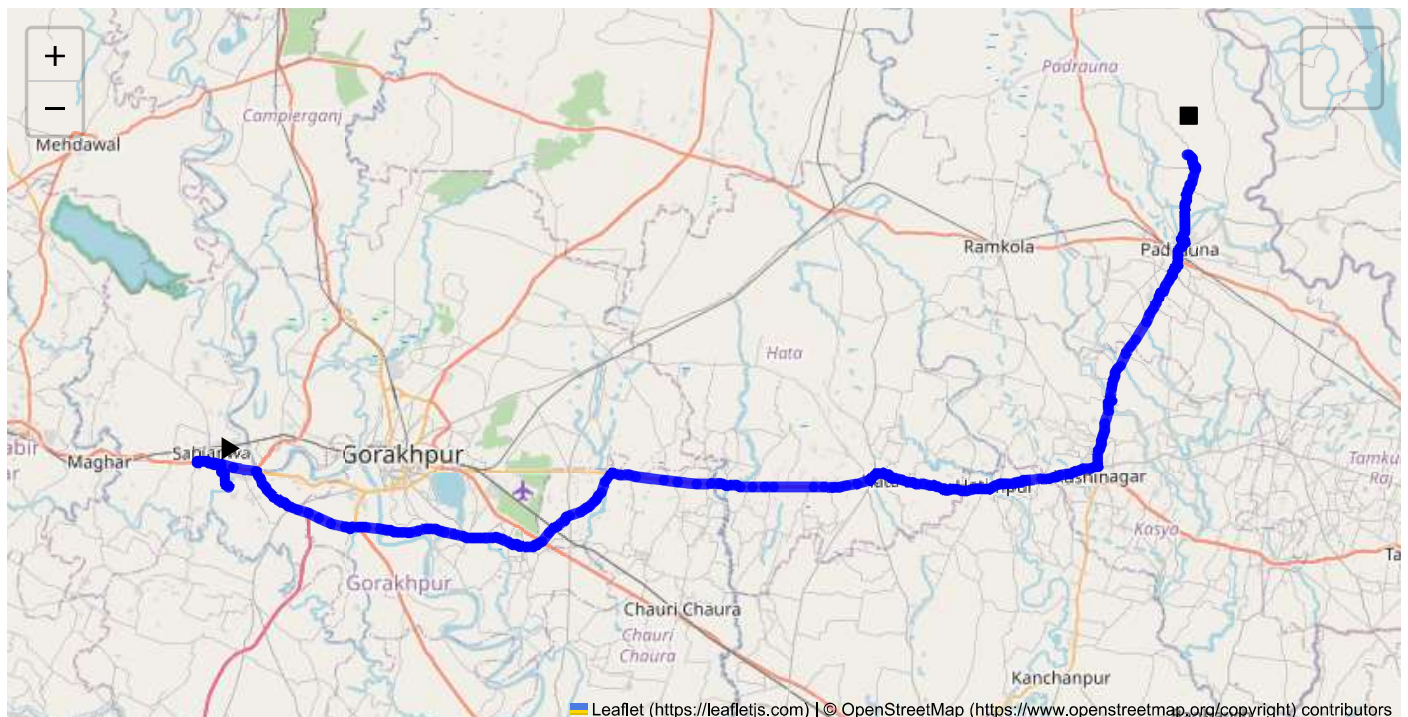 +
−
Padrauna
Campierganj
Mehdawal
Ramkola
Padrauna
Hata
Gorakhpur
Sahjanwa
Maghar
Kushinagar
Tamku
Raj
Kasya
Gorakhpur
Chauri Chaura
Chauri
Chaura
Kanchanpur
Leaflet (https://leafletjs.com) | © OpenStreetMap (https://www.openstreetmap.org/copyright) contributors